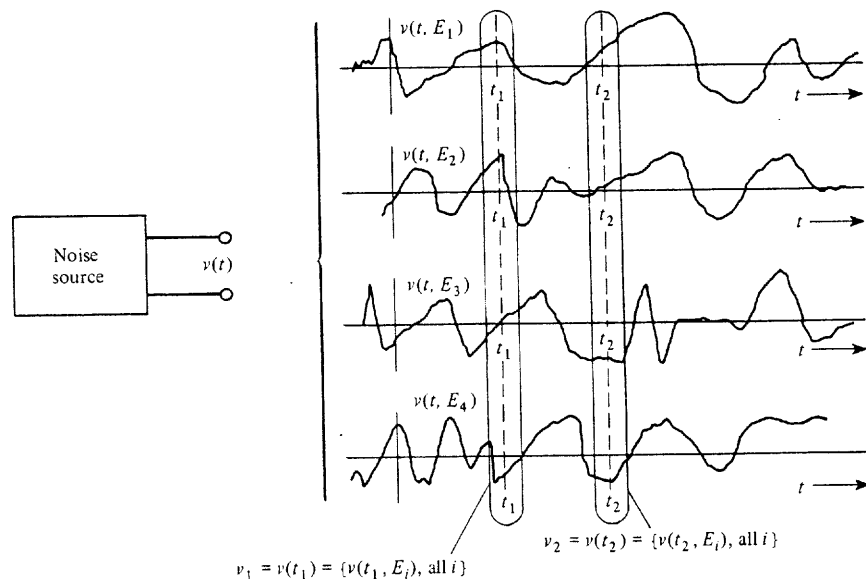 v(t, E₁)
t₁
t₂
t
v(t, E₂)
t₁
t₂
t
Noise
source
v(t)
v(t, E₃)
t₁
t₂
t
v(t, E₄)
t₁
t₂
t
v₂ = v(t₂) = {v(t₂, Eᵢ), all i}
v₁ = v(t₁) = {v(t₁, Eᵢ), all i}